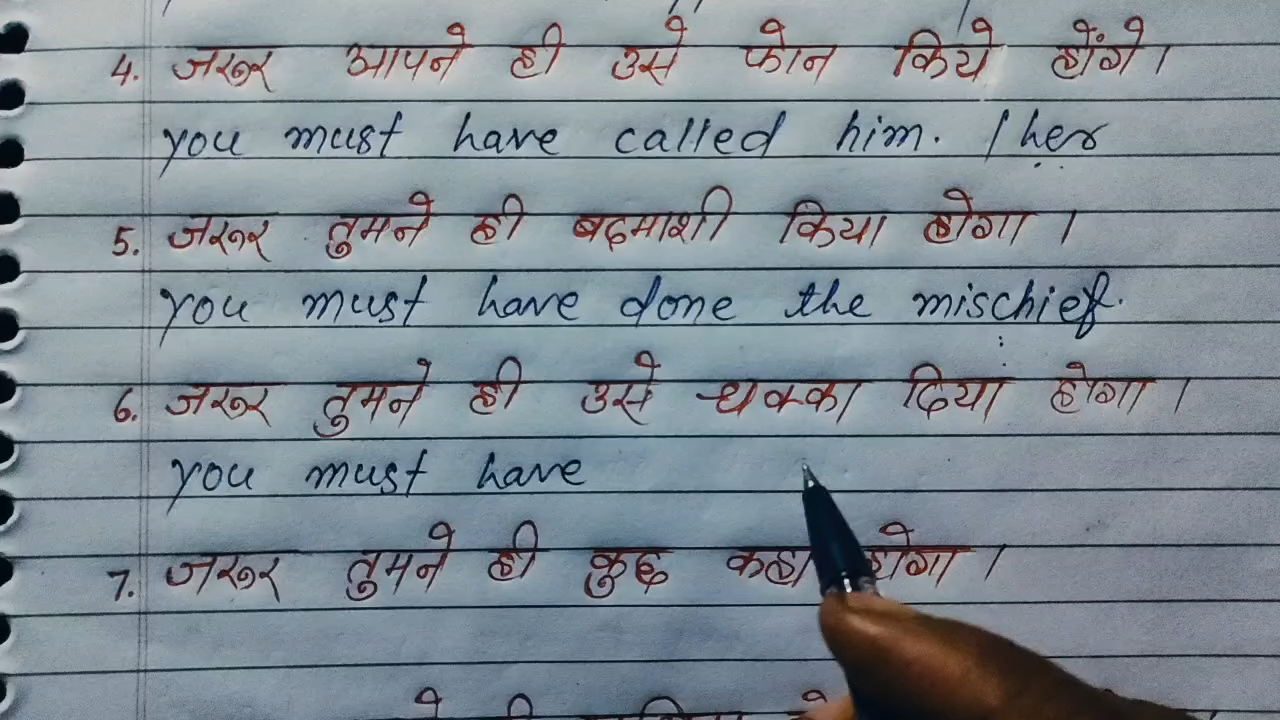 4. जरूर आपने ही उसे फोन किये होंगे।
you must have called him. / her
5. जरूर तुमने ही बदमाशी किया होगा।
you must have done the mischief.
6. जरूर तुमने ही उसे धक्का दिया होगा।
you must have
7. जरूर तुमने ही कुछ कहा होगा।